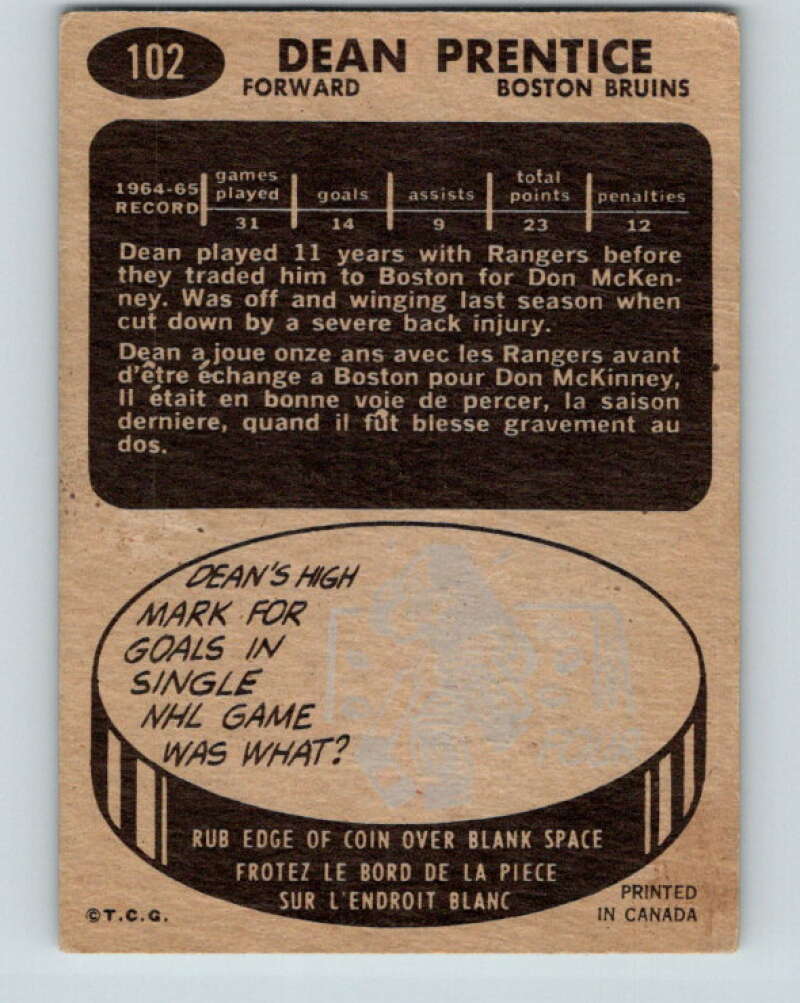 102
DEAN PRENTICE
FORWARD BOSTON BRUINS
1964-65 RECORD games played goals assists total points penalties
31 14 9 23 12
Dean played 11 years with Rangers before
they traded him to Boston for Don McKen-
ney. Was off and winging last season when
cut down by a severe back injury.
Dean a joue onze ans avec les Rangers avant
d'être échange a Boston pour Don McKinney,
Il était en bonne voie de percer, la saison
derniere, quand il fût blesse gravement au
dos.
DEAN'S HIGH
MARK FOR
GOALS IN
SINGLE
NHL GAME
WAS WHAT?
FOUR
RUB EDGE OF COIN OVER BLANK SPACE
FROTEZ LE BORD DE LA PIECE
SUR L'ENDROIT BLANC
©T.C.G.
PRINTED
IN CANADA